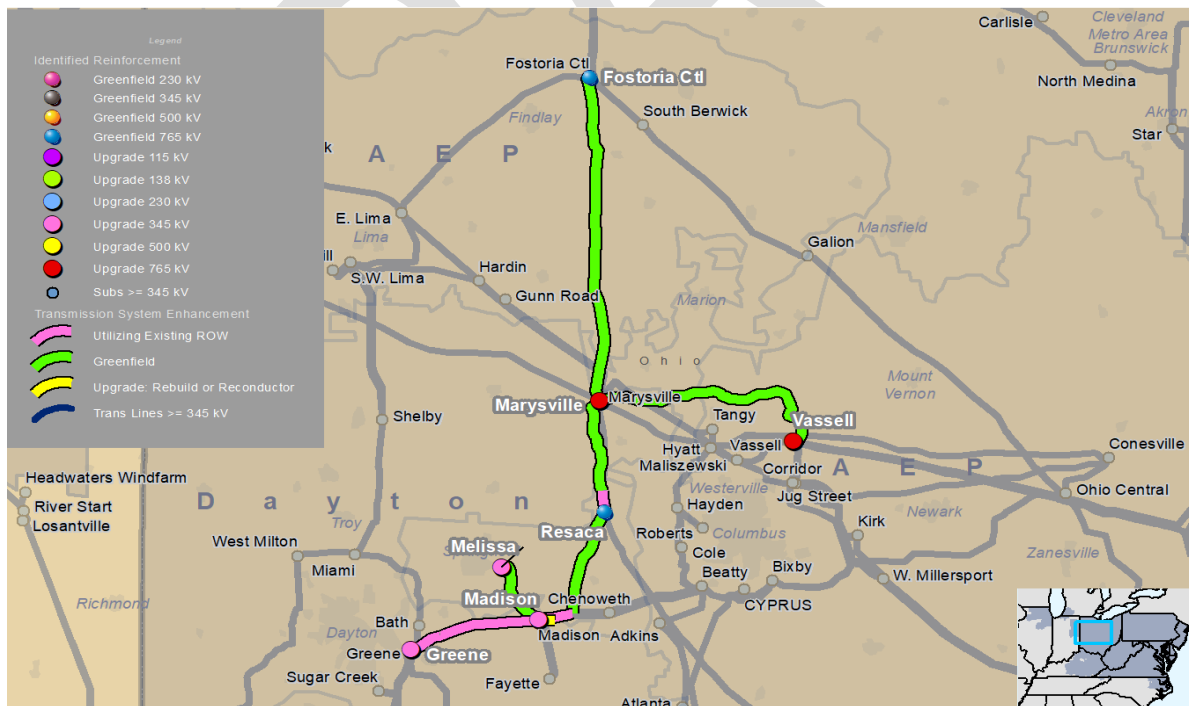 Legend
Identified Reinforcement
Greenfield 230 kV
Greenfield 345 kV
Greenfield 500 kV
Greenfield 765 kV
Upgrade 115 kV
Upgrade 138 kV
Upgrade 230 kV
Upgrade 345 kV
Upgrade 500 kV
Upgrade 765 kV
Subs >= 345 kV
Transmission System Enhancement
Utilizing Existing ROW
Greenfield
Upgrade: Rebuild or Reconductor
Trans Lines >= 345 kV
Carlisle
Cleveland
Metro Area
Brunswick
North Medina
Akron
Star
Fostoria Ctl
Fostoria Ctl
South Berwick
Findlay
k
A E P
E. Lima
Lima
ill
S.W. Lima
Hardin
Gunn Road
Mansfield
Galion
Marion
Ohio
Mount
Vernon
Marysville
Marysville
Shelby
Tangy
Vassell
Vassell
Hyatt
Maliszewski
Corridor
A E P
Conesville
Westerville
Jug Street
Ohio Central
Headwaters Windfarm
River Start
Losantville
Dayton
Troy
Hayden
Newark
Kirk
Resaca
Roberts
Columbus
Zanesville
West Milton
Miami
Melissa
Cole
Beatty
Bixby
W. Millersport
CYPRUS
Richmond
Madison
Chenoweth
Bath
Dayton
Madison
Adkins
Greene
Greene
Sugar Creek
Fayette
Atlanta